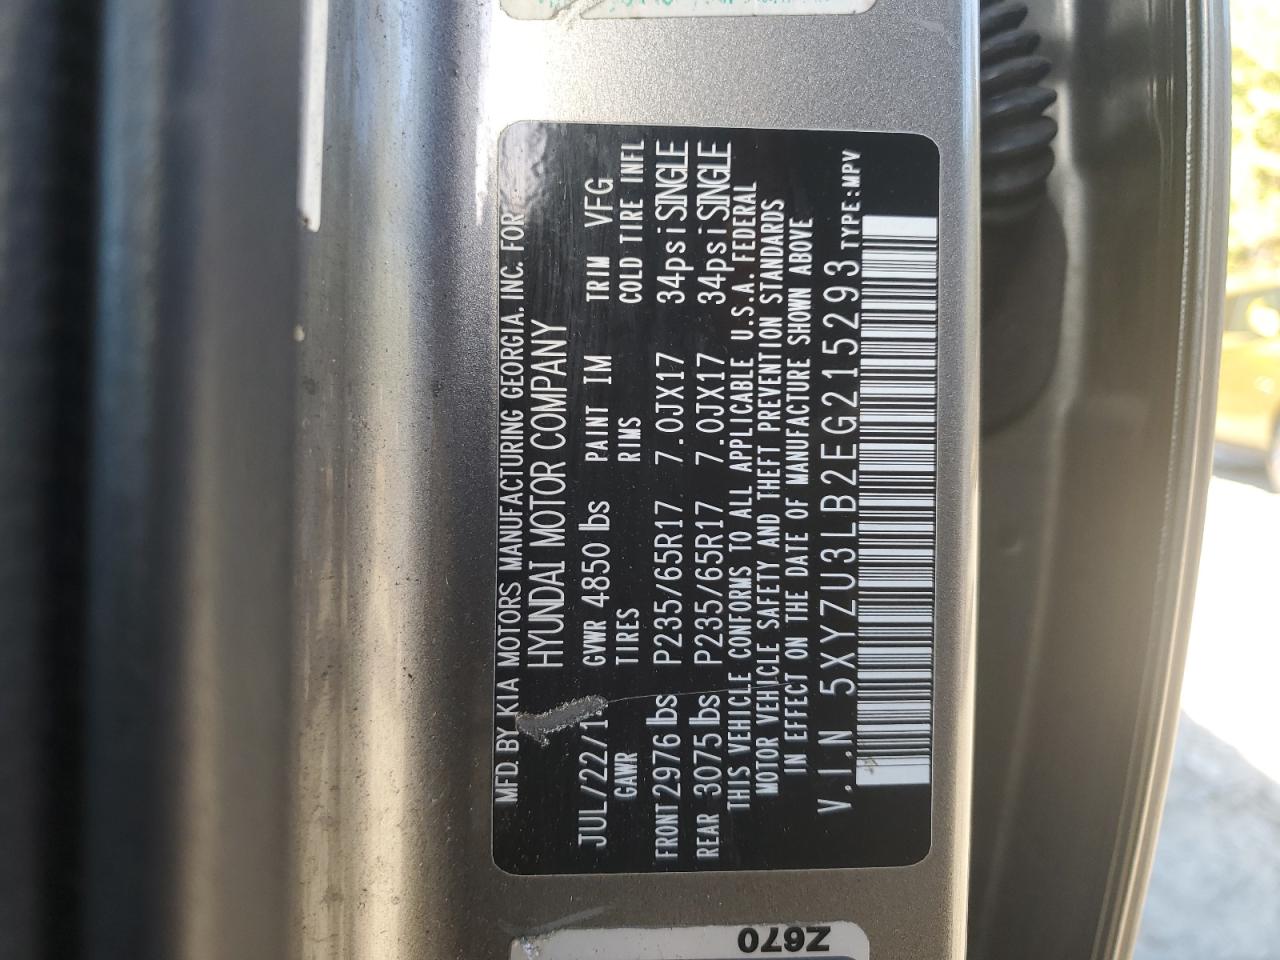 MFD. BY KIA MOTORS MANUFACTURING GEORGIA. INC. FOR
HYUNDAI MOTOR COMPANY
JUL/22/1 GVWR 4850 lbs PAINT IM TRIM VFG
GAWR TIRES RIMS COLD TIRE INFL
FRONT 2976 lbs P235/65R17 7.0JX17 34psi SINGLE
REAR 3075 lbs P235/65R17 7.0JX17 34psi SINGLE
THIS VEHICLE CONFORMS TO ALL APPLICABLE U.S.A. FEDERAL
MOTOR VEHICLE SAFETY AND THEFT PREVENTION STANDARDS
IN EFFECT ON THE DATE OF MANUFACTURE SHOWN ABOVE
V.I.N 5XYZU3LB2EG215293 TYPE:MPV
Z670